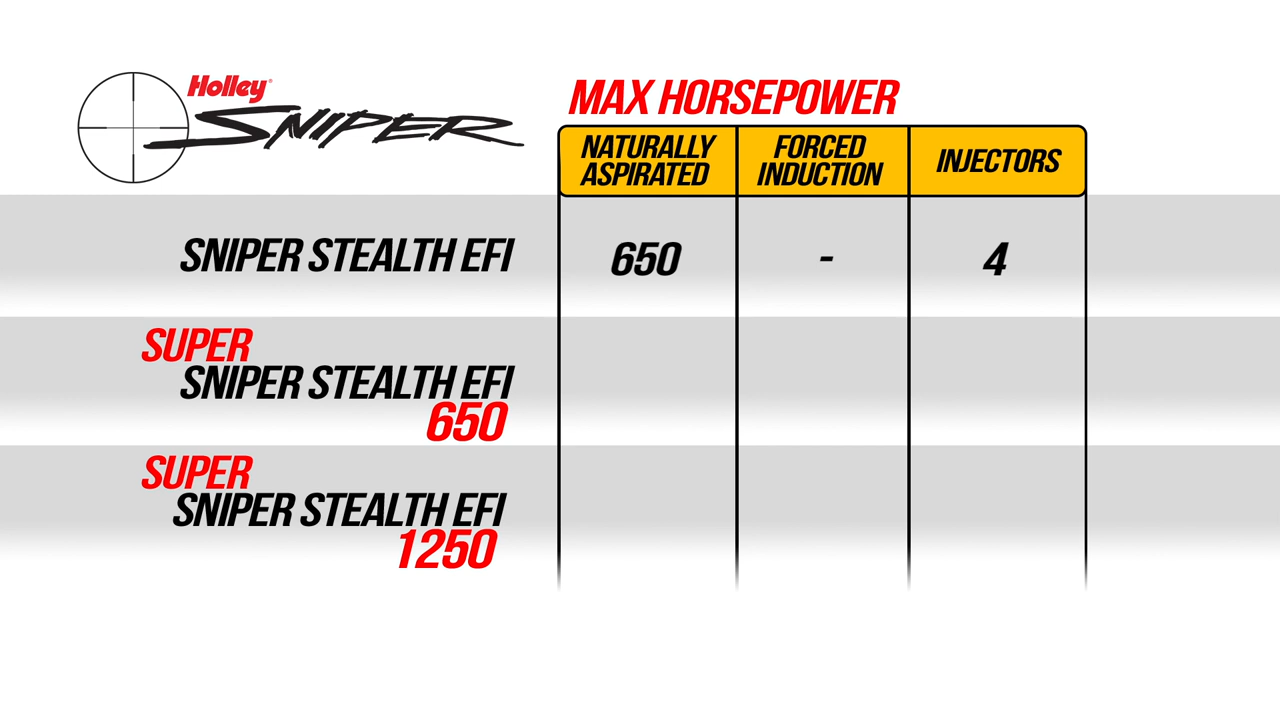 Holley
SNIPER
MAX HORSEPOWER
NATURALLY
ASPIRATED
FORCED
INDUCTION
INJECTORS
SNIPER STEALTH EFI
650
-
4
SUPER
SNIPER STEALTH EFI
650
SUPER
SNIPER STEALTH EFI
1250